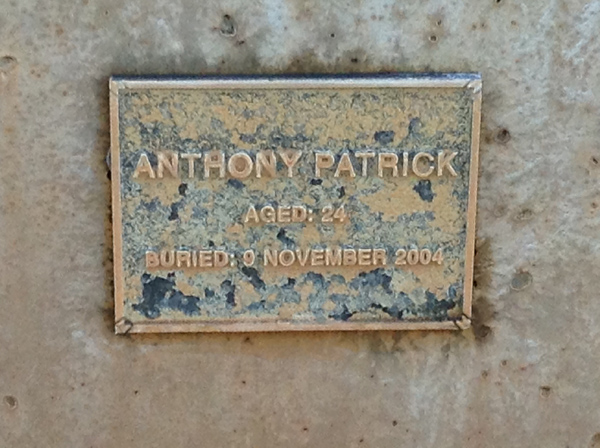 ANTHONY PATRICK
AGED: 24
BURIED: 9 NOVEMBER 2004